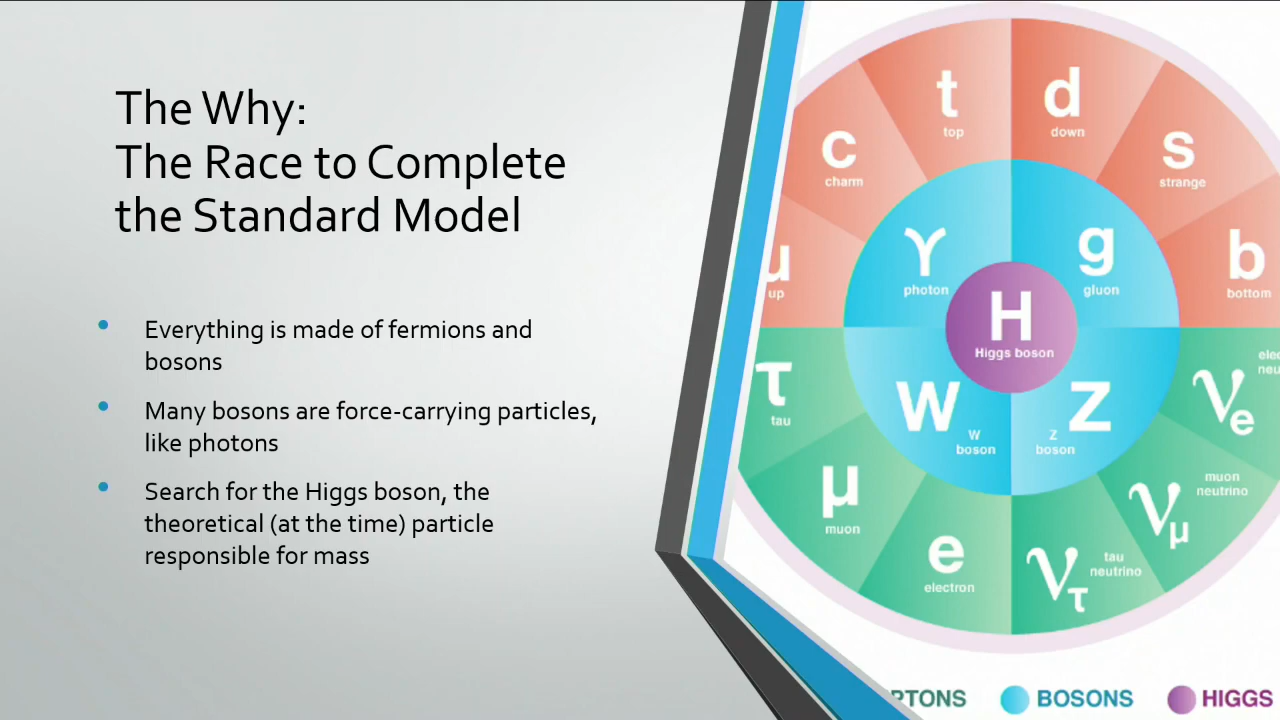 The Why:
The Race to Complete
the Standard Model
Everything is made of fermions and
bosons
Many bosons are force-carrying particles,
like photons
Search for the Higgs boson, the
theoretical (at the time) particle
responsible for mass
t
top
d
down
c
charm
s
strange
up
b
bottom
γ
photon
g
gluon
H
Higgs boson
W
W
boson
Z
Z
boson
τ
tau
νe
μ
muon
muon
neutrino
νμ
e
electron
tau
neutrino
ντ
BOSONS
HIGGS